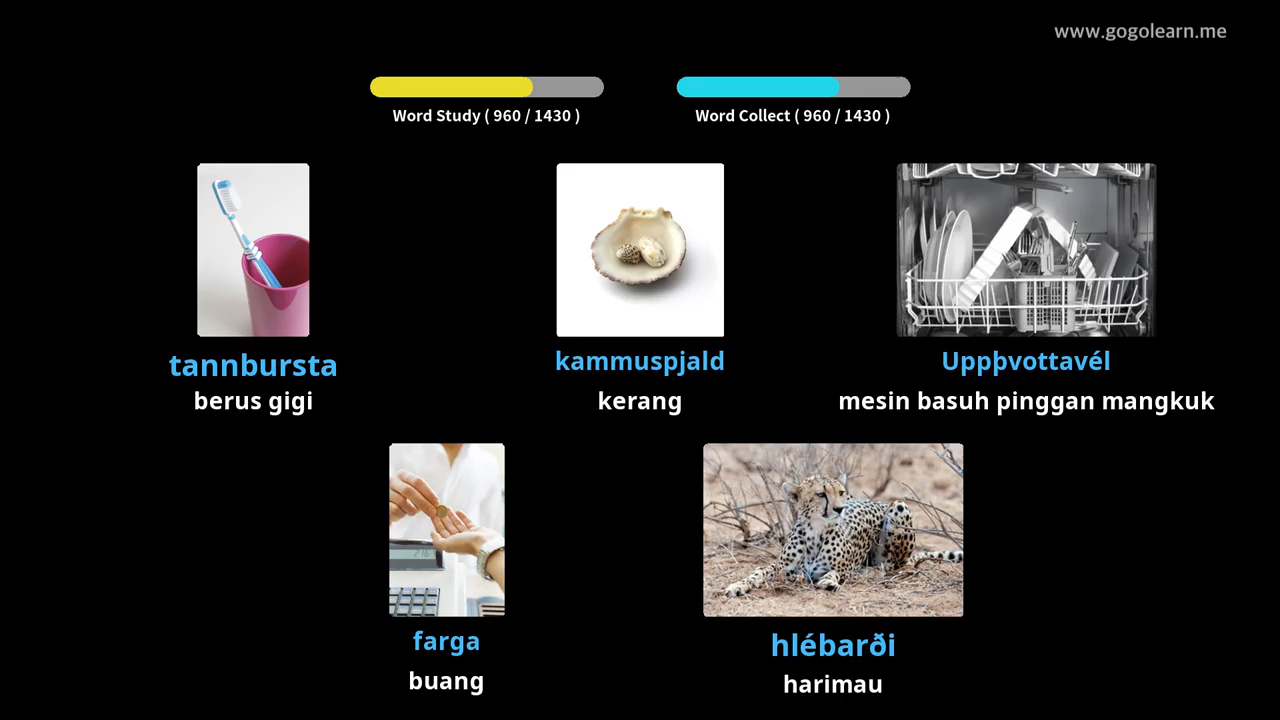 www.gogolearn.me
Word Study ( 960 / 1430 )
Word Collect ( 960 / 1430 )
tannbursta
berus gigi
kammuspjald
kerang
Uppþvottavél
mesin basuh pinggan mangkuk
farga
buang
hlébarði
harimau